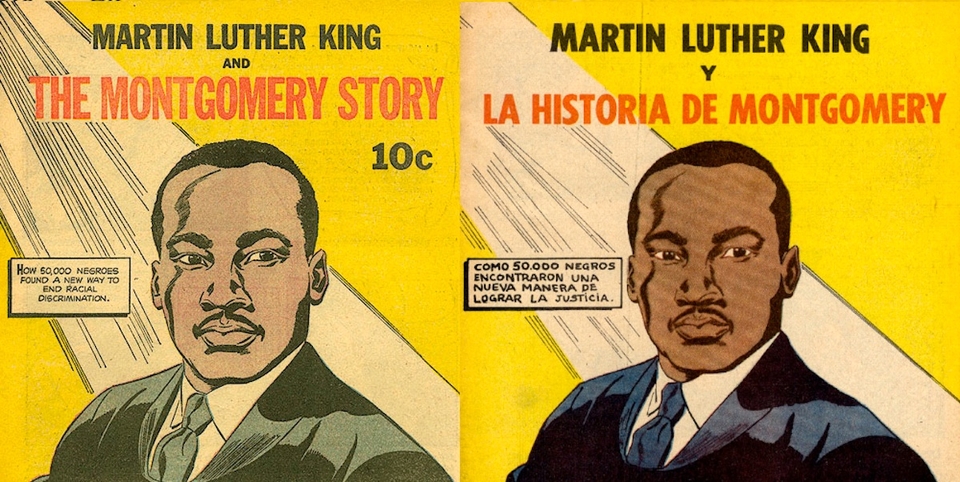 MARTIN LUTHER KING
AND
THE MONTGOMERY STORY
10c
HOW 50,000 NEGROES
FOUND A NEW WAY TO
END RACIAL
DISCRIMINATION.
MARTIN LUTHER KING
Y
LA HISTORIA DE MONTGOMERY
COMO 50.000 NEGROS
ENCONTRARON UNA
NUEVA MANERA DE
LOGRAR LA JUSTICIA.